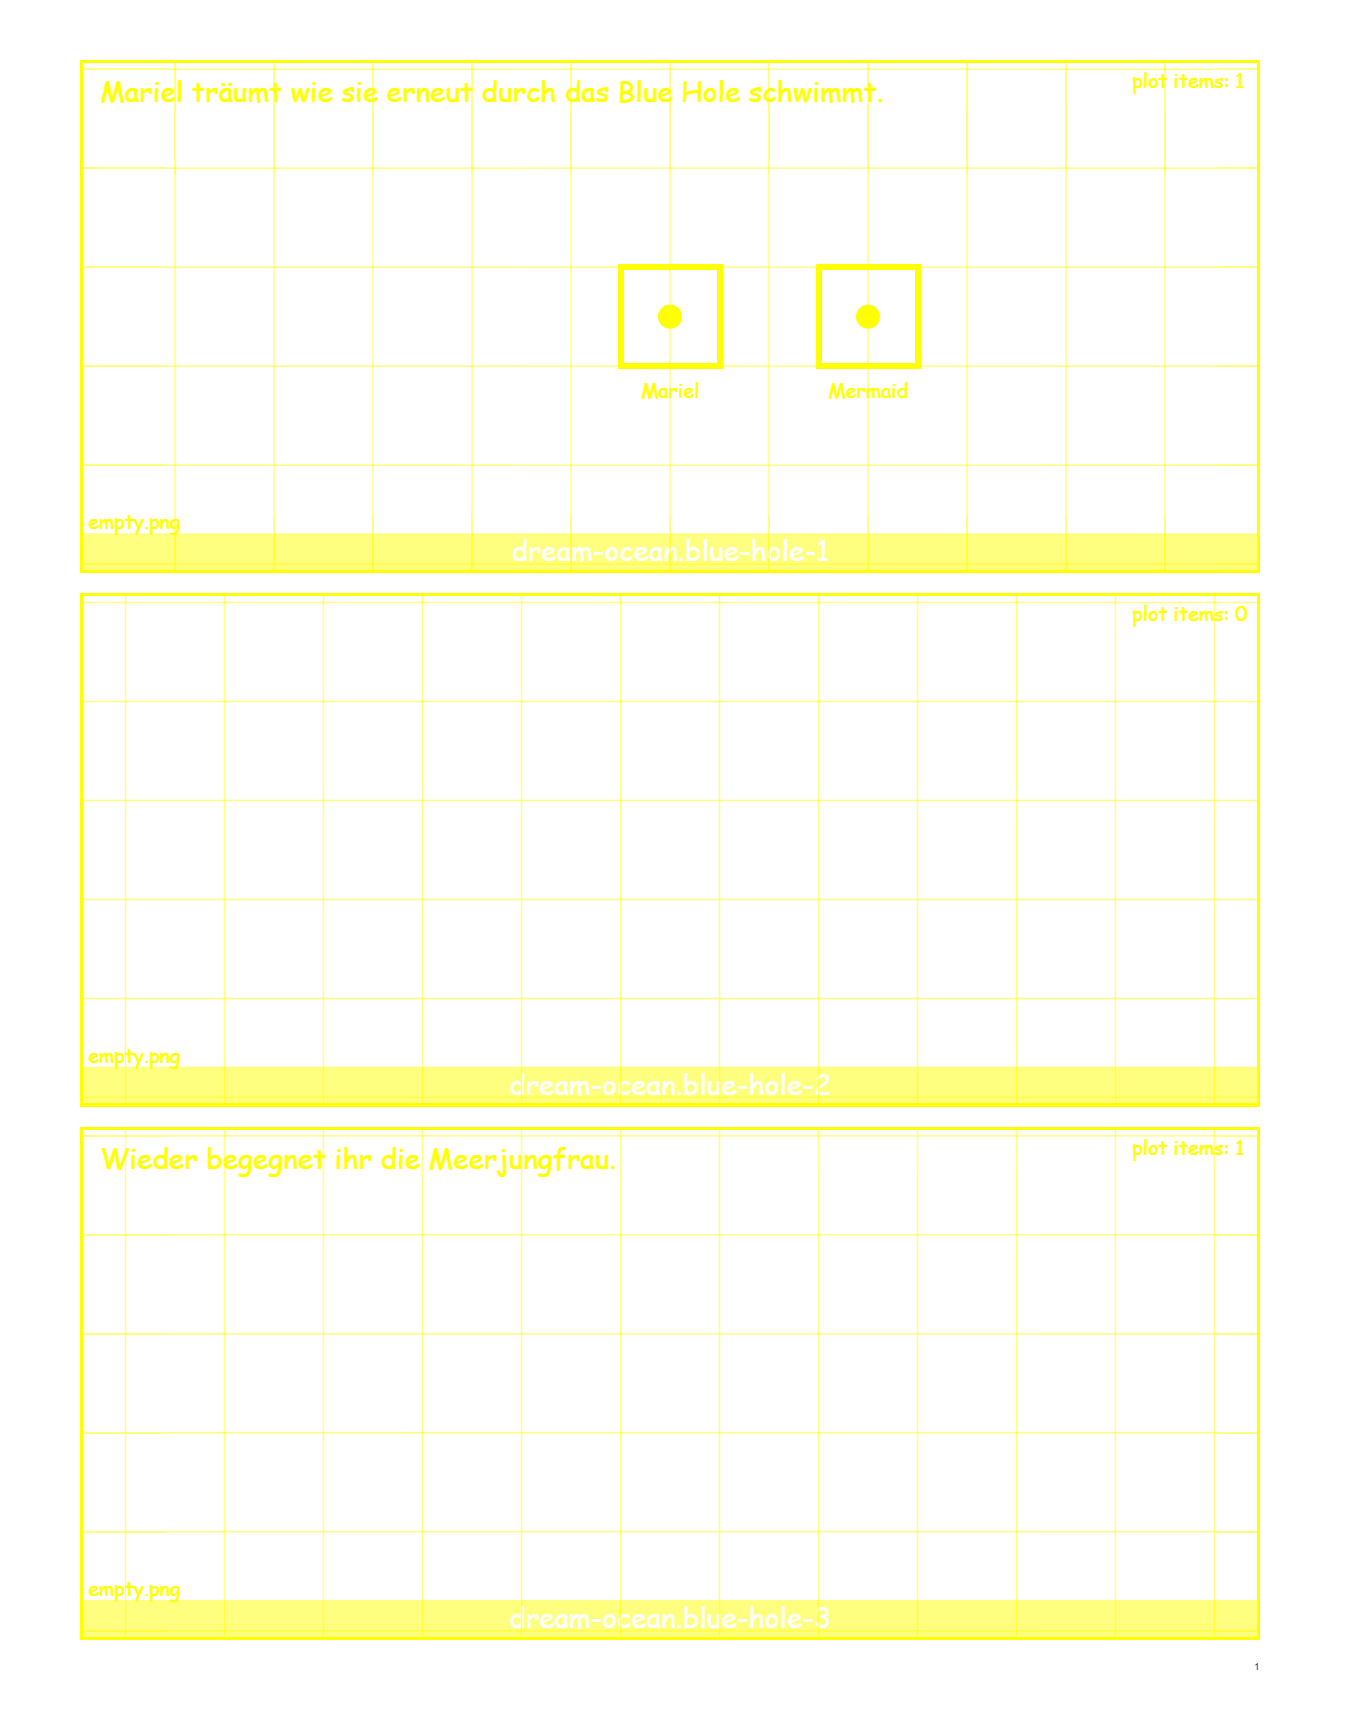 Mariel träumt wie sie erneut durch das Blue Hole schwimmt.
plot items: 1
Mariel
Mermaid
empty.png
dream-ocean.blue-hole-1
plot items: 0
empty.png
dream-ocean.blue-hole-2
Wieder begegnet ihr die Meerjungfrau.
plot items: 1
empty.png
dream-ocean.blue-hole-3
1